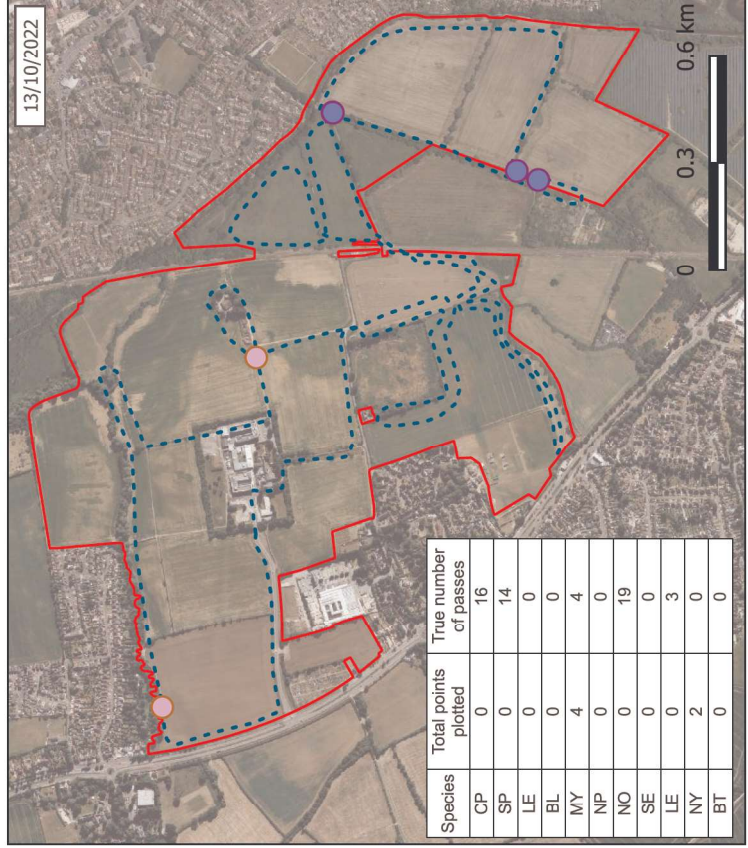 13/10/2022
0 0.3 0.6 km
Species Total points plotted True number of passes
CP 0 16
SP 0 14
LE 0 0
BL 0 0
MY 4 4
NP 0 0
NO 0 19
SE 0 0
LE 0 3
NY 2 0
BT 0 0